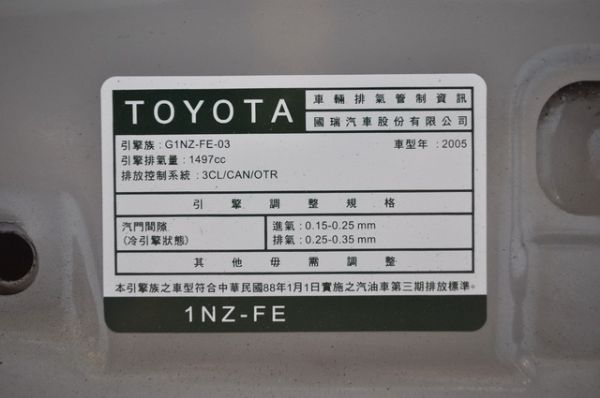 TOYOTA
車輛排氣管制資訊
國瑞汽車股份有限公司
引擎族:G1NZ-FE-03
車型年:2005
引擎排氣量:1497cc
排放控制系統:3CL/CAN/OTR
引擎調整規格
汽門間隙
(冷引擎狀態)
進氣:0.15-0.25 mm
排氣:0.25-0.35 mm
其他毋需調整
本引擎族之車型符合中華民國88年1月1日實施之汽油車第三期排放標準。
1NZ-FE